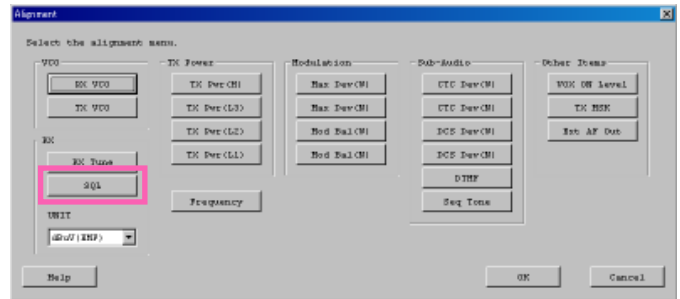 Alignment
Select the alignment menu.
VCO
RX VCO
TX VCO
RX
RX Tune
SQL
UNIT
dBuV(EMF)
TX Power
TX Pwr(H)
TX Pwr(L3)
TX Pwr(L2)
TX Pwr(L1)
Frequency
Modulation
Max Dev(W)
Max Dev(N)
Mod Bal(W)
Mod Bal(N)
Sub-Audio
CTC Dev(W)
CTC Dev(N)
DCS Dev(W)
DCS Dev(N)
DTMF
Seq Tone
Other Items
VOX ON Level
TX MSK
Ext AF Out
Help
OK
Cancel